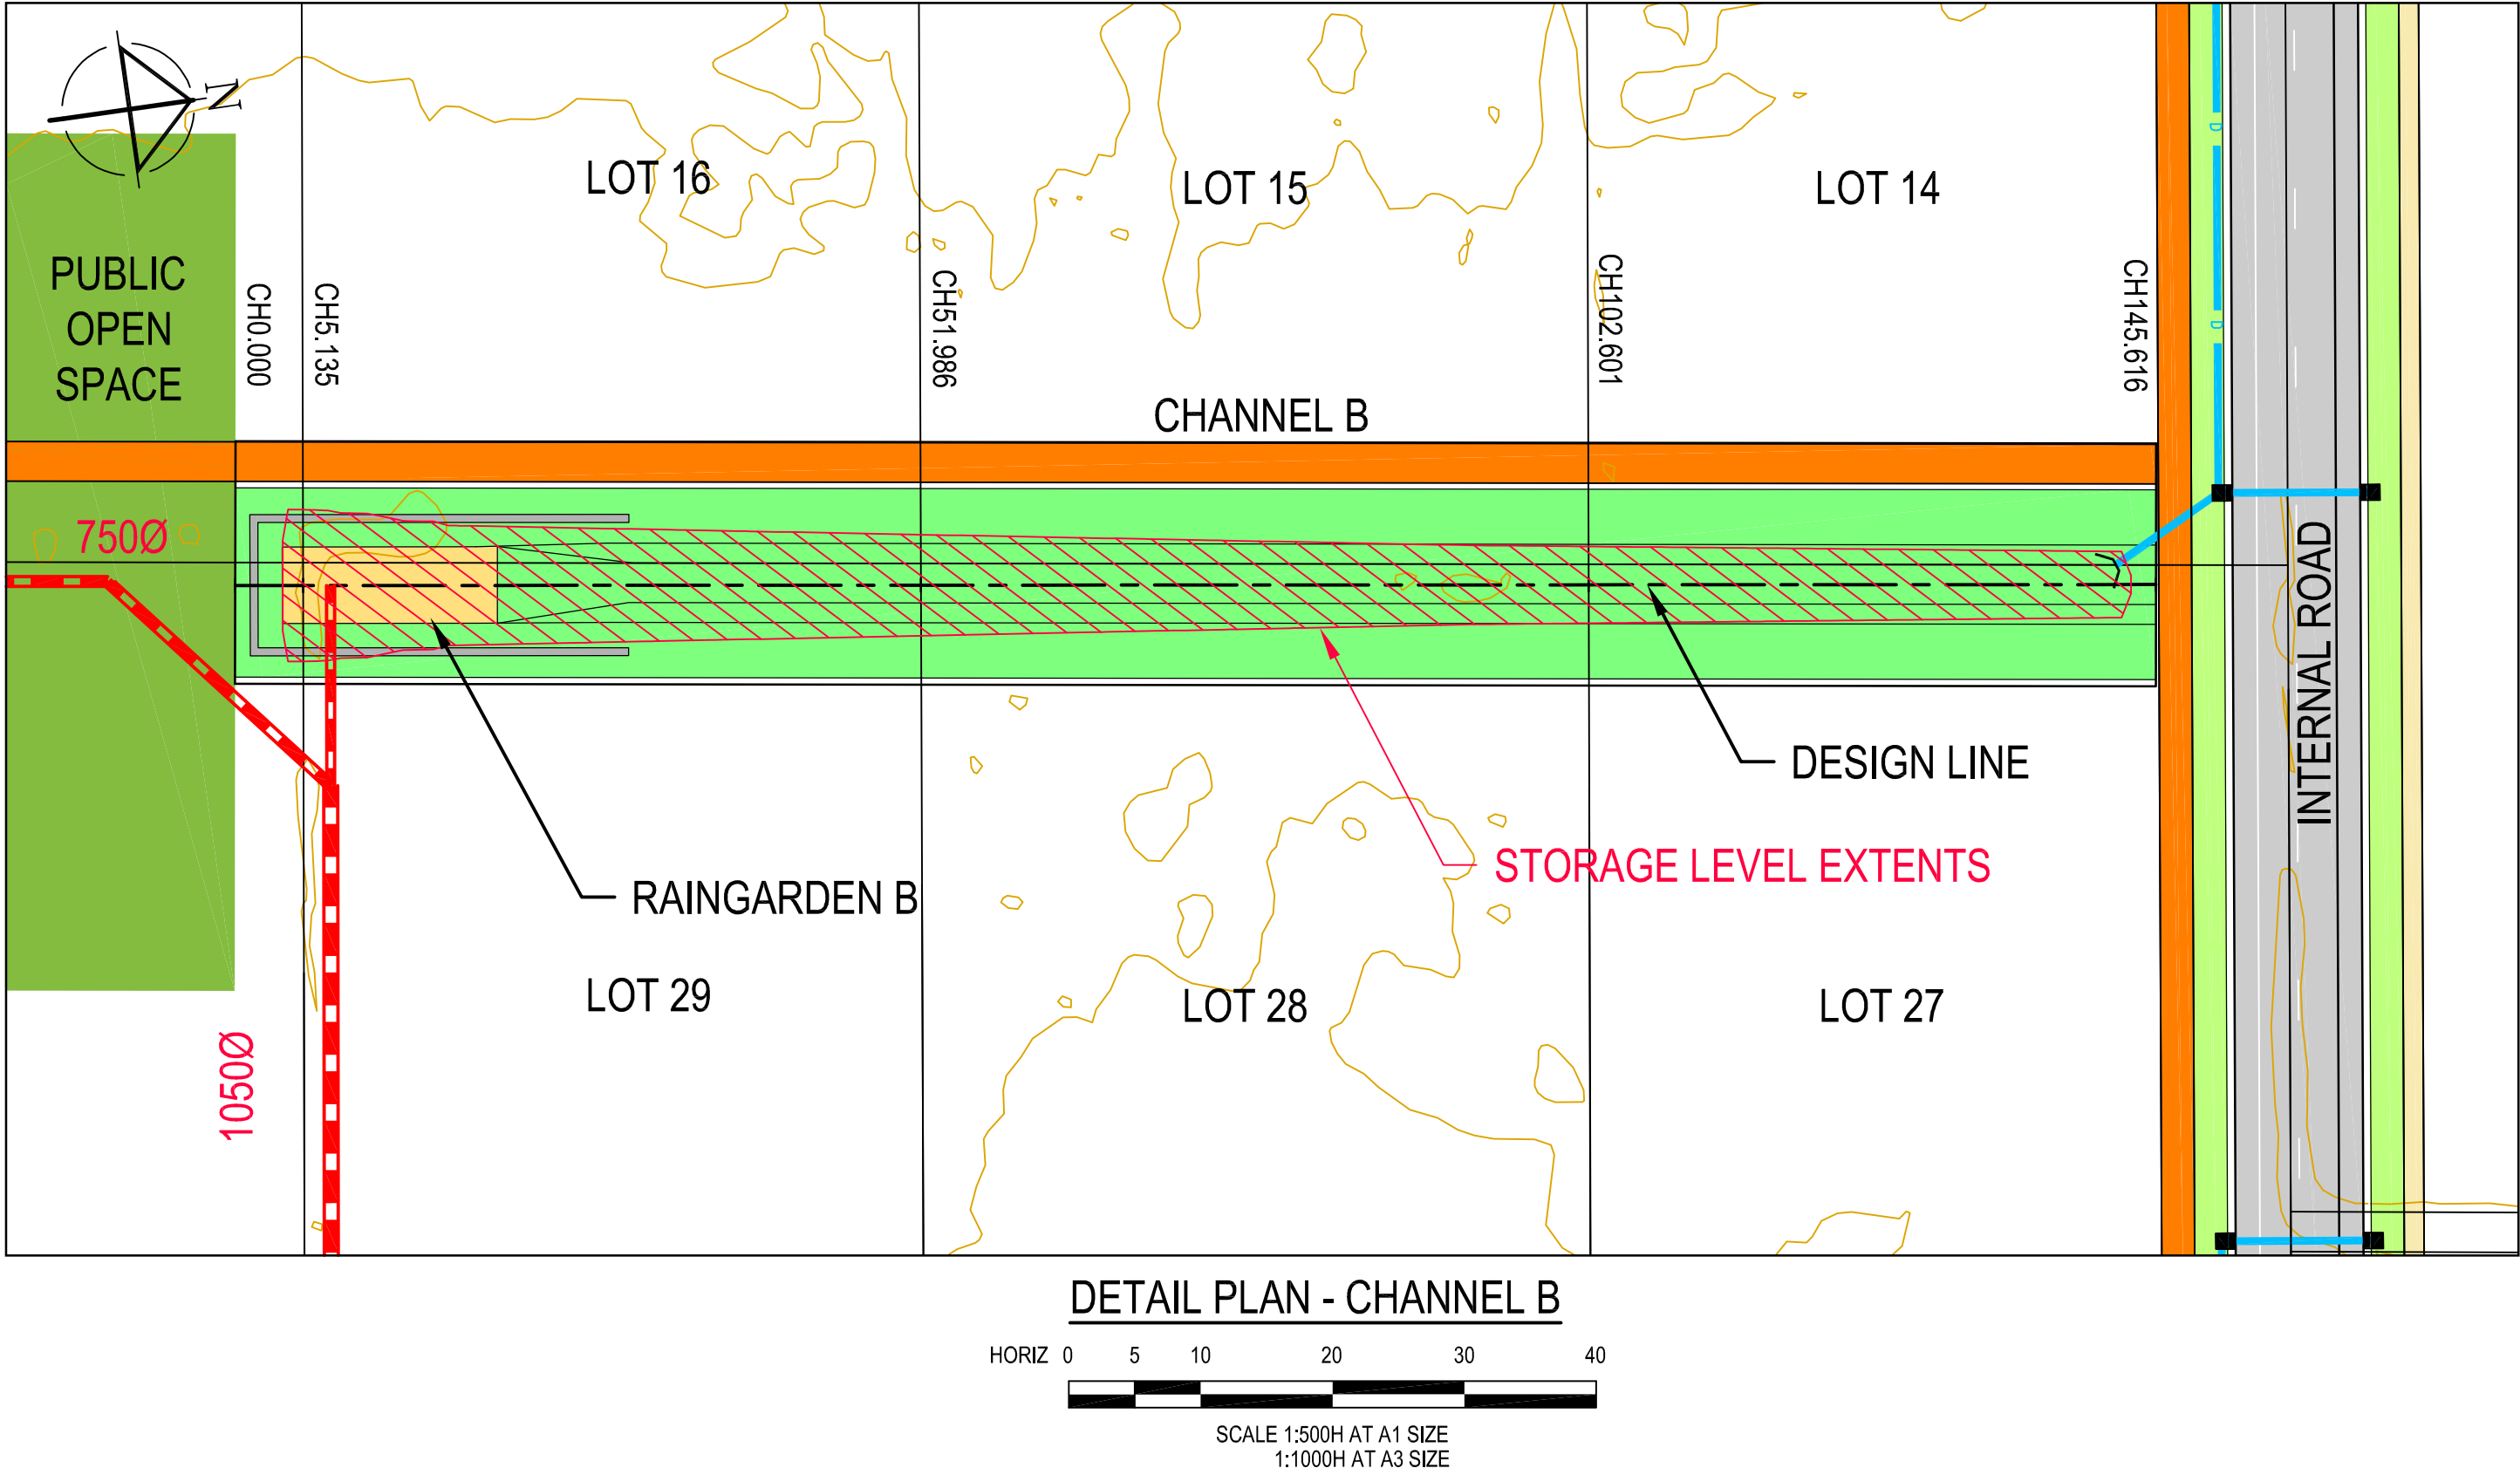 N
LOT 16
LOT 15
LOT 14
PUBLIC
OPEN
SPACE
CH0.000
CH5.135
CH51.986
CH102.601
CH145.616
D
D
CHANNEL B
750Ø
INTERNAL ROAD
DESIGN LINE
STORAGE LEVEL EXTENTS
RAINGARDEN B
LOT 29
LOT 28
LOT 27
1050Ø
DETAIL PLAN - CHANNEL B
HORIZ 0 5 10 20 30 40
SCALE 1:500H AT A1 SIZE
1:1000H AT A3 SIZE